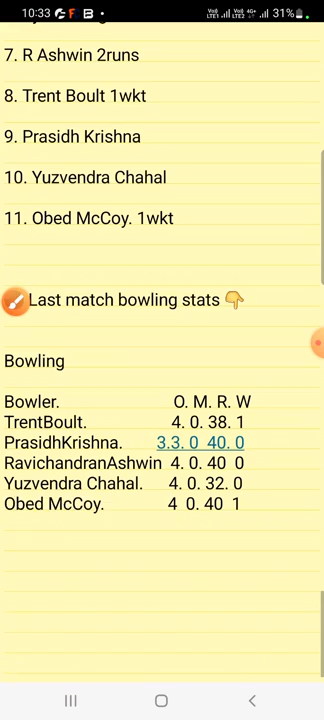 10:33 31%
7. R Ashwin 2runs
8. Trent Boult 1wkt
9. Prasidh Krishna
10. Yuzvendra Chahal
11. Obed McCoy. 1wkt
Last match bowling stats 👇
Bowling
Bowler. O. M. R. W
TrentBoult. 4. 0. 38. 1
PrasidhKrishna. 3.3. 0 40. 0
RavichandranAshwin 4. 0. 40 0
Yuzvendra Chahal. 4. 0. 32. 0
Obed McCoy. 4 0. 40 1